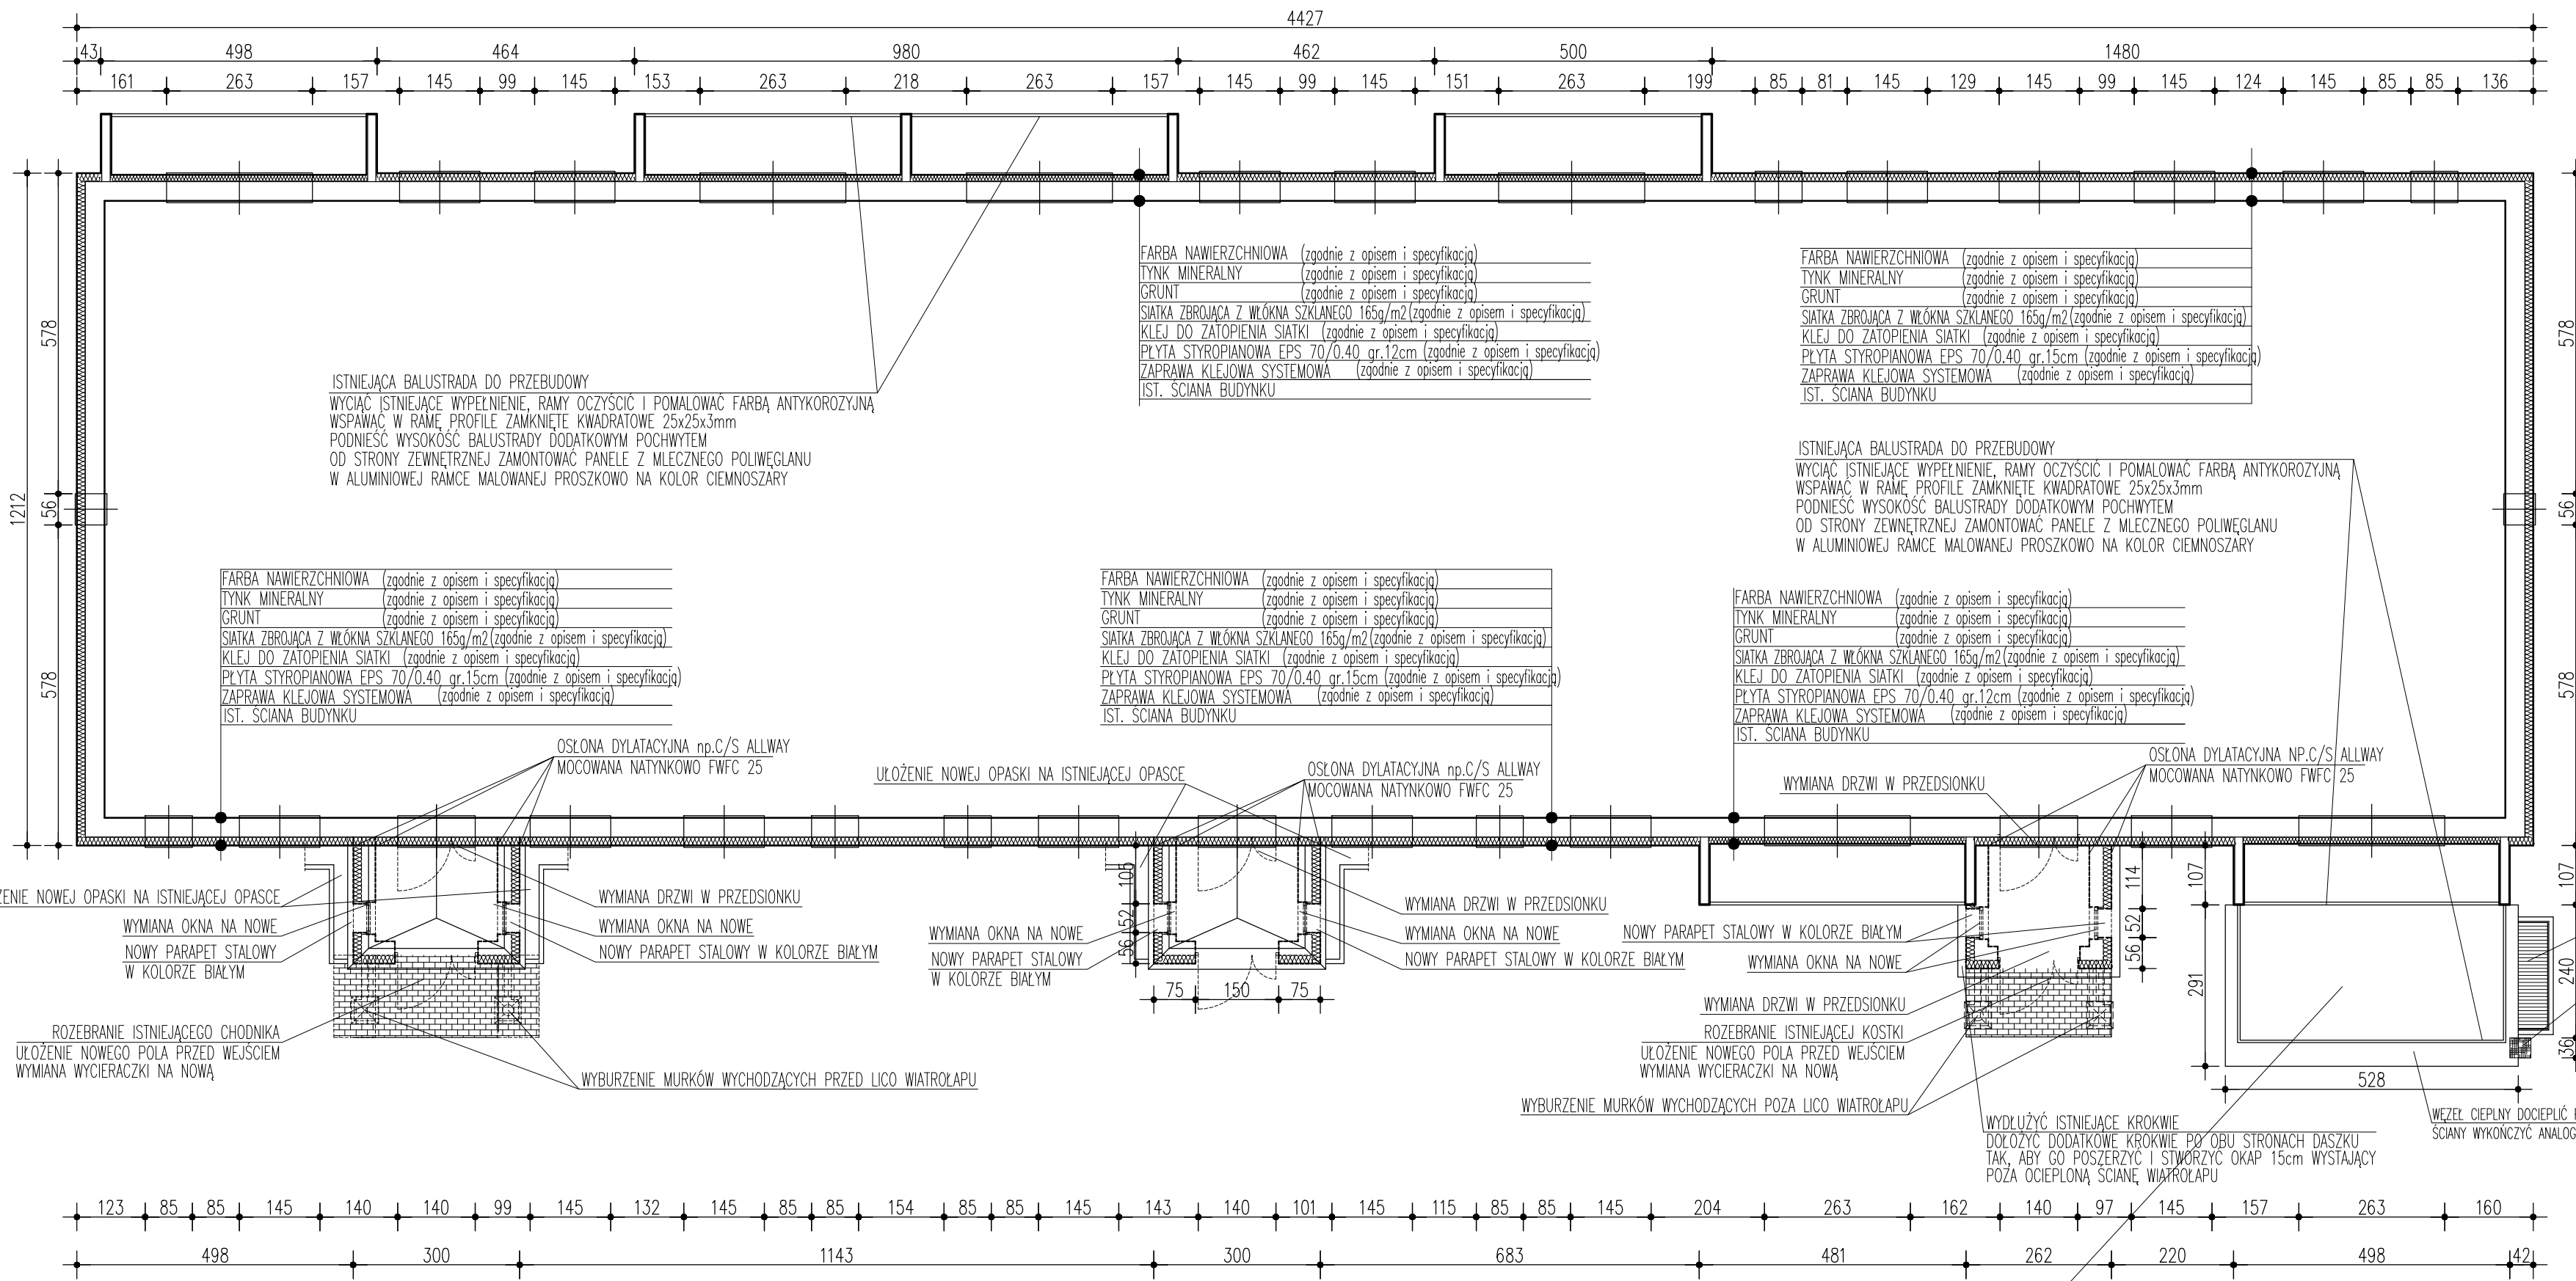 4427
43 498 464 980 462 500 1480
161 263 157 145 99 145 153 263 218 263 157 145 99 145 151 263 199 85 81 145 129 145 99 145 124 145 85 85 136
FARBA NAWIERZCHNIOWA (zgodnie z opisem i specyfikacją)
TYNK MINERALNY (zgodnie z opisem i specyfikacją)
GRUNT (zgodnie z opisem i specyfikacją)
SIATKA ZBROJĄCA Z WŁÓKNA SZKLANEGO 165g/m2(zgodnie z opisem i specyfikacją)
KLEJ DO ZATOPIENIA SIATKI (zgodnie z opisem i specyfikacją)
PŁYTA STYROPIANOWA EPS 70/0.40 gr.12cm (zgodnie z opisem i specyfikacją)
ZAPRAWA KLEJOWA SYSTEMOWA (zgodnie z opisem i specyfikacją)
IST. ŚCIANA BUDYNKU
FARBA NAWIERZCHNIOWA (zgodnie z opisem i specyfikacją)
TYNK MINERALNY (zgodnie z opisem i specyfikacją)
GRUNT (zgodnie z opisem i specyfikacją)
SIATKA ZBROJĄCA Z WŁÓKNA SZKLANEGO 165g/m2(zgodnie z opisem i specyfikacją)
KLEJ DO ZATOPIENIA SIATKI (zgodnie z opisem i specyfikacją)
PŁYTA STYROPIANOWA EPS 70/0.40 gr.15cm (zgodnie z opisem i specyfikacją)
ZAPRAWA KLEJOWA SYSTEMOWA (zgodnie z opisem i specyfikacją)
IST. ŚCIANA BUDYNKU
1212
578
56
578
578
56
578
ISTNIEJĄCA BALUSTRADA DO PRZEBUDOWY
WYCIĄĆ ISTNIEJĄCE WYPEŁNIENIE, RAMY OCZYŚCIĆ I POMALOWAĆ FARBĄ ANTYKOROZYJNĄ
WSPAWAĆ W RAMĘ PROFILE ZAMKNIĘTE KWADRATOWE 25x25x3mm
PODNIEŚĆ WYSOKOŚĆ BALUSTRADY DODATKOWYM POCHWYTEM
OD STRONY ZEWNĘTRZNEJ ZAMONTOWAĆ PANELE Z MLECZNEGO POLIWĘGLANU
W ALUMINIOWEJ RAMCE MALOWANEJ PROSZKOWO NA KOLOR CIEMNOSZARY
ISTNIEJĄCA BALUSTRADA DO PRZEBUDOWY
WYCIĄĆ ISTNIEJĄCE WYPEŁNIENIE, RAMY OCZYŚCIĆ I POMALOWAĆ FARBĄ ANTYKOROZYJNĄ
WSPAWAĆ W RAMĘ PROFILE ZAMKNIĘTE KWADRATOWE 25x25x3mm
PODNIEŚĆ WYSOKOŚĆ BALUSTRADY DODATKOWYM POCHWYTEM
OD STRONY ZEWNĘTRZNEJ ZAMONTOWAĆ PANELE Z MLECZNEGO POLIWĘGLANU
W ALUMINIOWEJ RAMCE MALOWANEJ PROSZKOWO NA KOLOR CIEMNOSZARY
FARBA NAWIERZCHNIOWA (zgodnie z opisem i specyfikacją)
TYNK MINERALNY (zgodnie z opisem i specyfikacją)
GRUNT (zgodnie z opisem i specyfikacją)
SIATKA ZBROJĄCA Z WŁÓKNA SZKLANEGO 165g/m2(zgodnie z opisem i specyfikacją)
KLEJ DO ZATOPIENIA SIATKI (zgodnie z opisem i specyfikacją)
PŁYTA STYROPIANOWA EPS 70/0.40 gr.15cm (zgodnie z opisem i specyfikacją)
ZAPRAWA KLEJOWA SYSTEMOWA (zgodnie z opisem i specyfikacją)
IST. ŚCIANA BUDYNKU
FARBA NAWIERZCHNIOWA (zgodnie z opisem i specyfikacją)
TYNK MINERALNY (zgodnie z opisem i specyfikacją)
GRUNT (zgodnie z opisem i specyfikacją)
SIATKA ZBROJĄCA Z WŁÓKNA SZKLANEGO 165g/m2(zgodnie z opisem i specyfikacją)
KLEJ DO ZATOPIENIA SIATKI (zgodnie z opisem i specyfikacją)
PŁYTA STYROPIANOWA EPS 70/0.40 gr.15cm (zgodnie z opisem i specyfikacją)
ZAPRAWA KLEJOWA SYSTEMOWA (zgodnie z opisem i specyfikacją)
IST. ŚCIANA BUDYNKU
FARBA NAWIERZCHNIOWA (zgodnie z opisem i specyfikacją)
TYNK MINERALNY (zgodnie z opisem i specyfikacją)
GRUNT (zgodnie z opisem i specyfikacją)
SIATKA ZBROJĄCA Z WŁÓKNA SZKLANEGO 165g/m2(zgodnie z opisem i specyfikacją)
KLEJ DO ZATOPIENIA SIATKI (zgodnie z opisem i specyfikacją)
PŁYTA STYROPIANOWA EPS 70/0.40 gr.12cm (zgodnie z opisem i specyfikacją)
ZAPRAWA KLEJOWA SYSTEMOWA (zgodnie z opisem i specyfikacją)
IST. ŚCIANA BUDYNKU
OSŁONA DYLATACYJNA np.C/S ALLWAY
MOCOWANA NATYNKOWO FWFC 25
UŁOŻENIE NOWEJ OPASKI NA ISTNIEJĄCEJ OPASCE
OSŁONA DYLATACYJNA np.C/S ALLWAY
MOCOWANA NATYNKOWO FWFC 25
WYMIANA DRZWI W PRZEDSIONKU
OSŁONA DYLATACYJNA NP.C/S ALLWAY
MOCOWANA NATYNKOWO FWFC 25
ŻENIE NOWEJ OPASKI NA ISTNIEJĄCEJ OPASCE
WYMIANA OKNA NA NOWE
NOWY PARAPET STALOWY
W KOLORZE BIAŁYM
WYMIANA DRZWI W PRZEDSIONKU
WYMIANA OKNA NA NOWE
NOWY PARAPET STALOWY W KOLORZE BIAŁYM
ROZEBRANIE ISTNIEJĄCEGO CHODNIKA
UŁOŻENIE NOWEGO POLA PRZED WEJŚCIEM
WYMIANA WYCIERACZKI NA NOWĄ
WYBURZENIE MURKÓW WYCHODZĄCYCH PRZED LICO WIATROŁAPU
105
52
56
WYMIANA OKNA NA NOWE
NOWY PARAPET STALOWY
W KOLORZE BIAŁYM
75 150 75
WYMIANA DRZWI W PRZEDSIONKU
WYMIANA OKNA NA NOWE
NOWY PARAPET STALOWY W KOLORZE BIAŁYM
NOWY PARAPET STALOWY W KOLORZE BIAŁYM
WYMIANA OKNA NA NOWE
WYMIANA DRZWI W PRZEDSIONKU
ROZEBRANIE ISTNIEJĄCEJ KOSTKI
UŁOŻENIE NOWEGO POLA PRZED WEJŚCIEM
WYMIANA WYCIERACZKI NA NOWĄ
WYBURZENIE MURKÓW WYCHODZĄCYCH POZA LICO WIATROŁAPU
114
52
56
107
291
107
240
36
528
WYDŁUŻYĆ ISTNIEJĄCE KROKWIE
DOŁOŻYĆ DODATKOWE KROKWIE PO OBU STRONACH DASZKU
TAK, ABY GO POSZERZYĆ I STWORZYĆ OKAP 15cm WYSTAJĄCY
POZA OCIEPLONĄ ŚCIANĘ WIATROŁAPU
WĘZEŁ CIEPLNY DOCIEPLIĆ
ŚCIANY WYKOŃCZYĆ ANALOG
123 85 85 145 140 140 99 145 132 145 85 85 154 85 85 145 143 140 101 145 115 85 85 145 204 263 162 140 97 145 157 263 160
498 300 1143 300 683 481 262 220 498 42